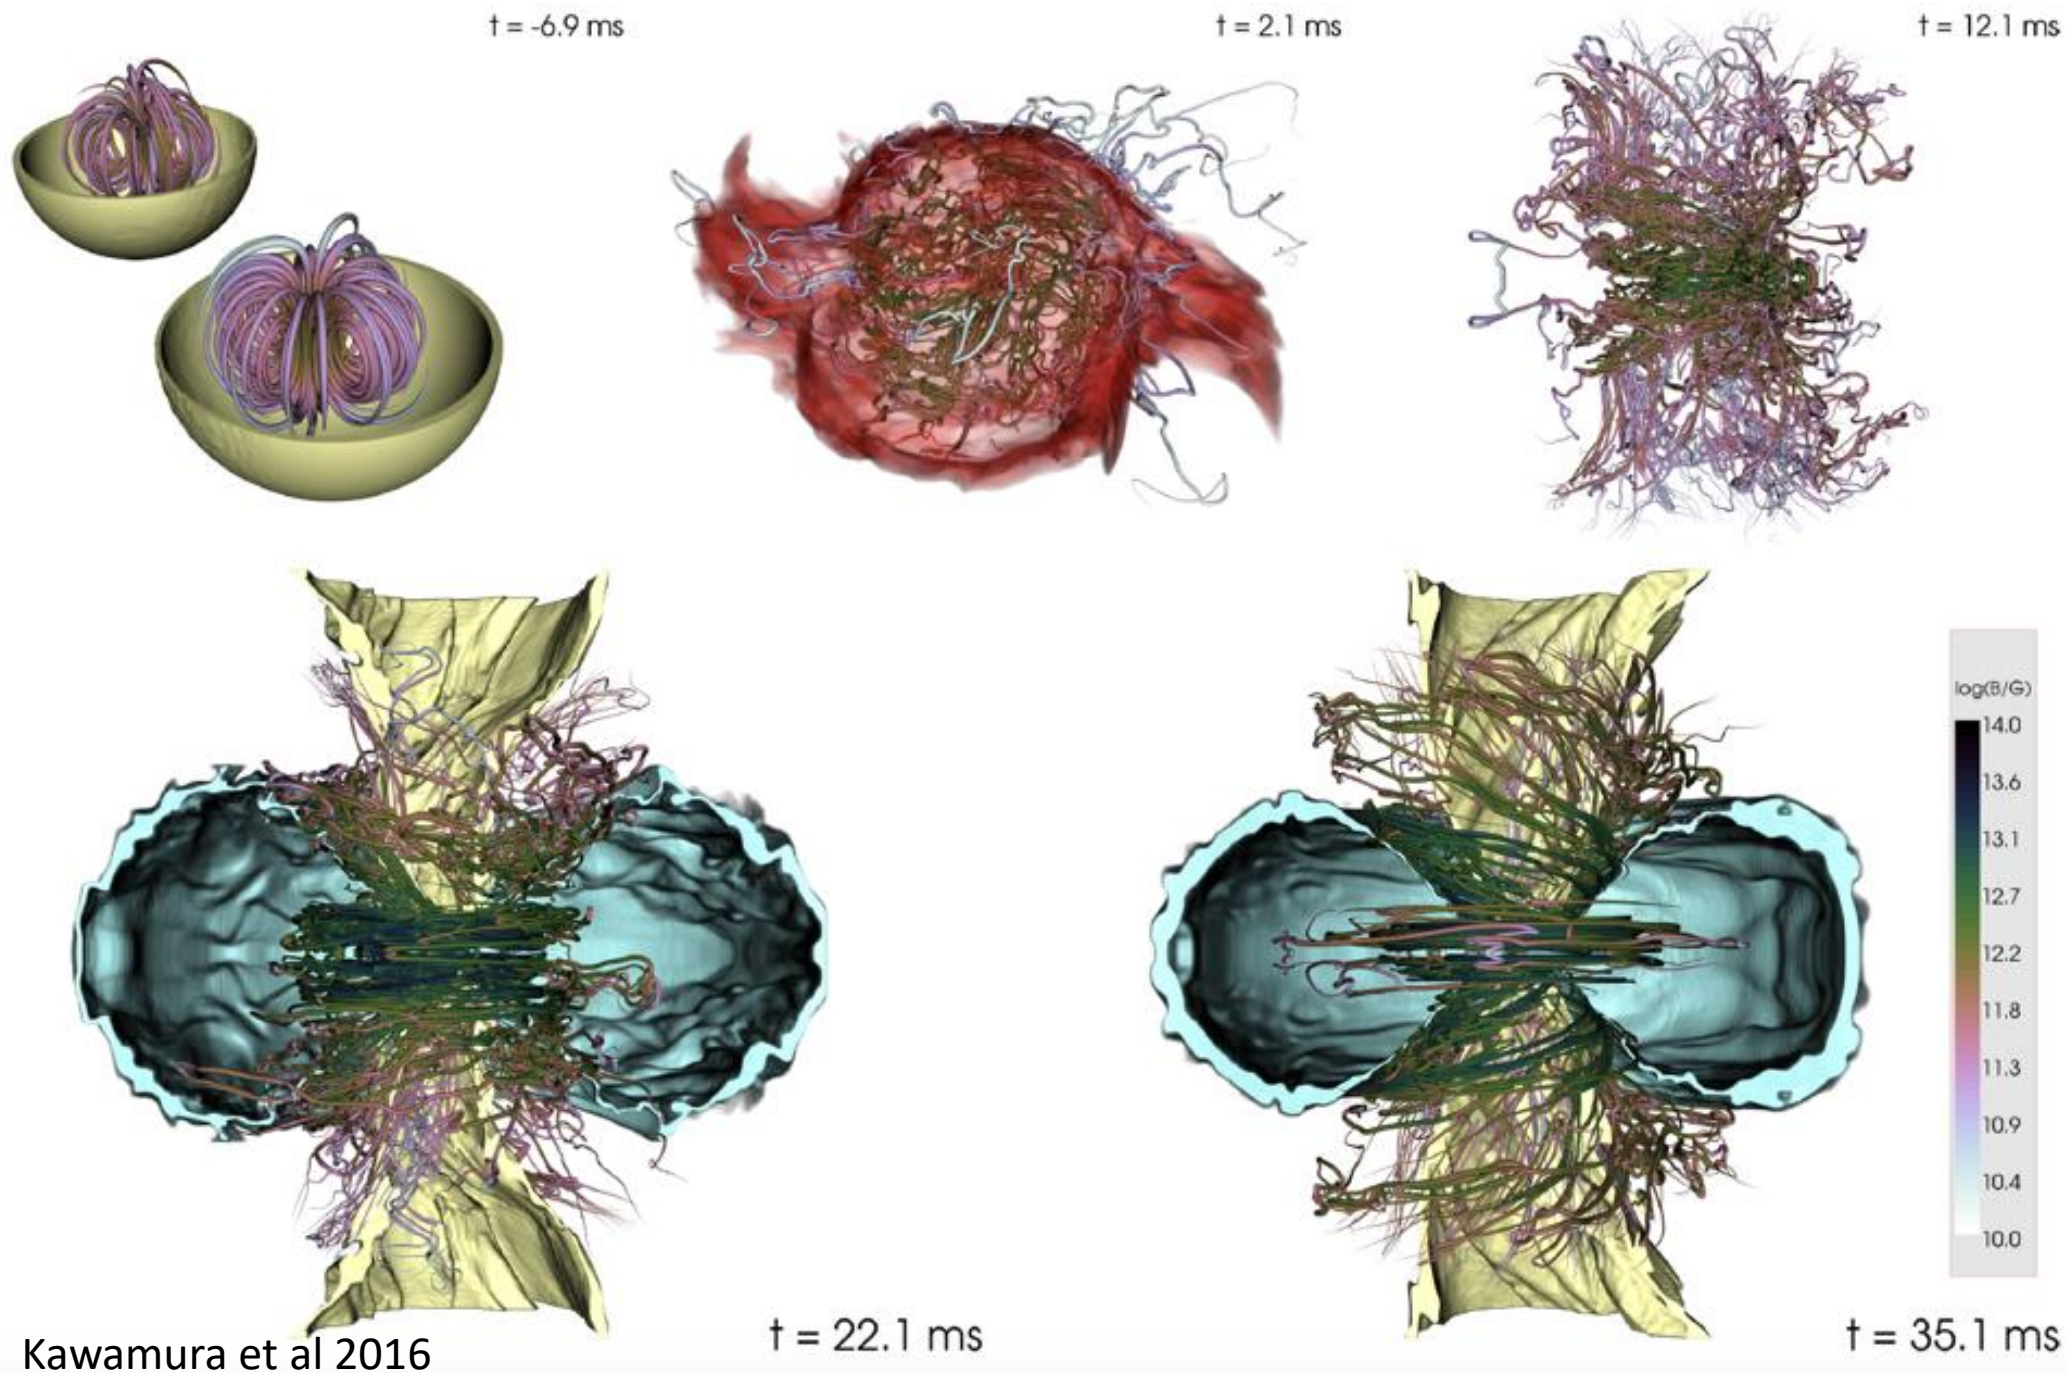 t = -6.9 ms
t = 2.1 ms
t = 12.1 ms
log(B/G)
14.0
13.6
13.1
12.7
12.2
11.8
11.3
10.9
10.4
10.0
t = 22.1 ms
t = 35.1 ms
Kawamura et al 2016